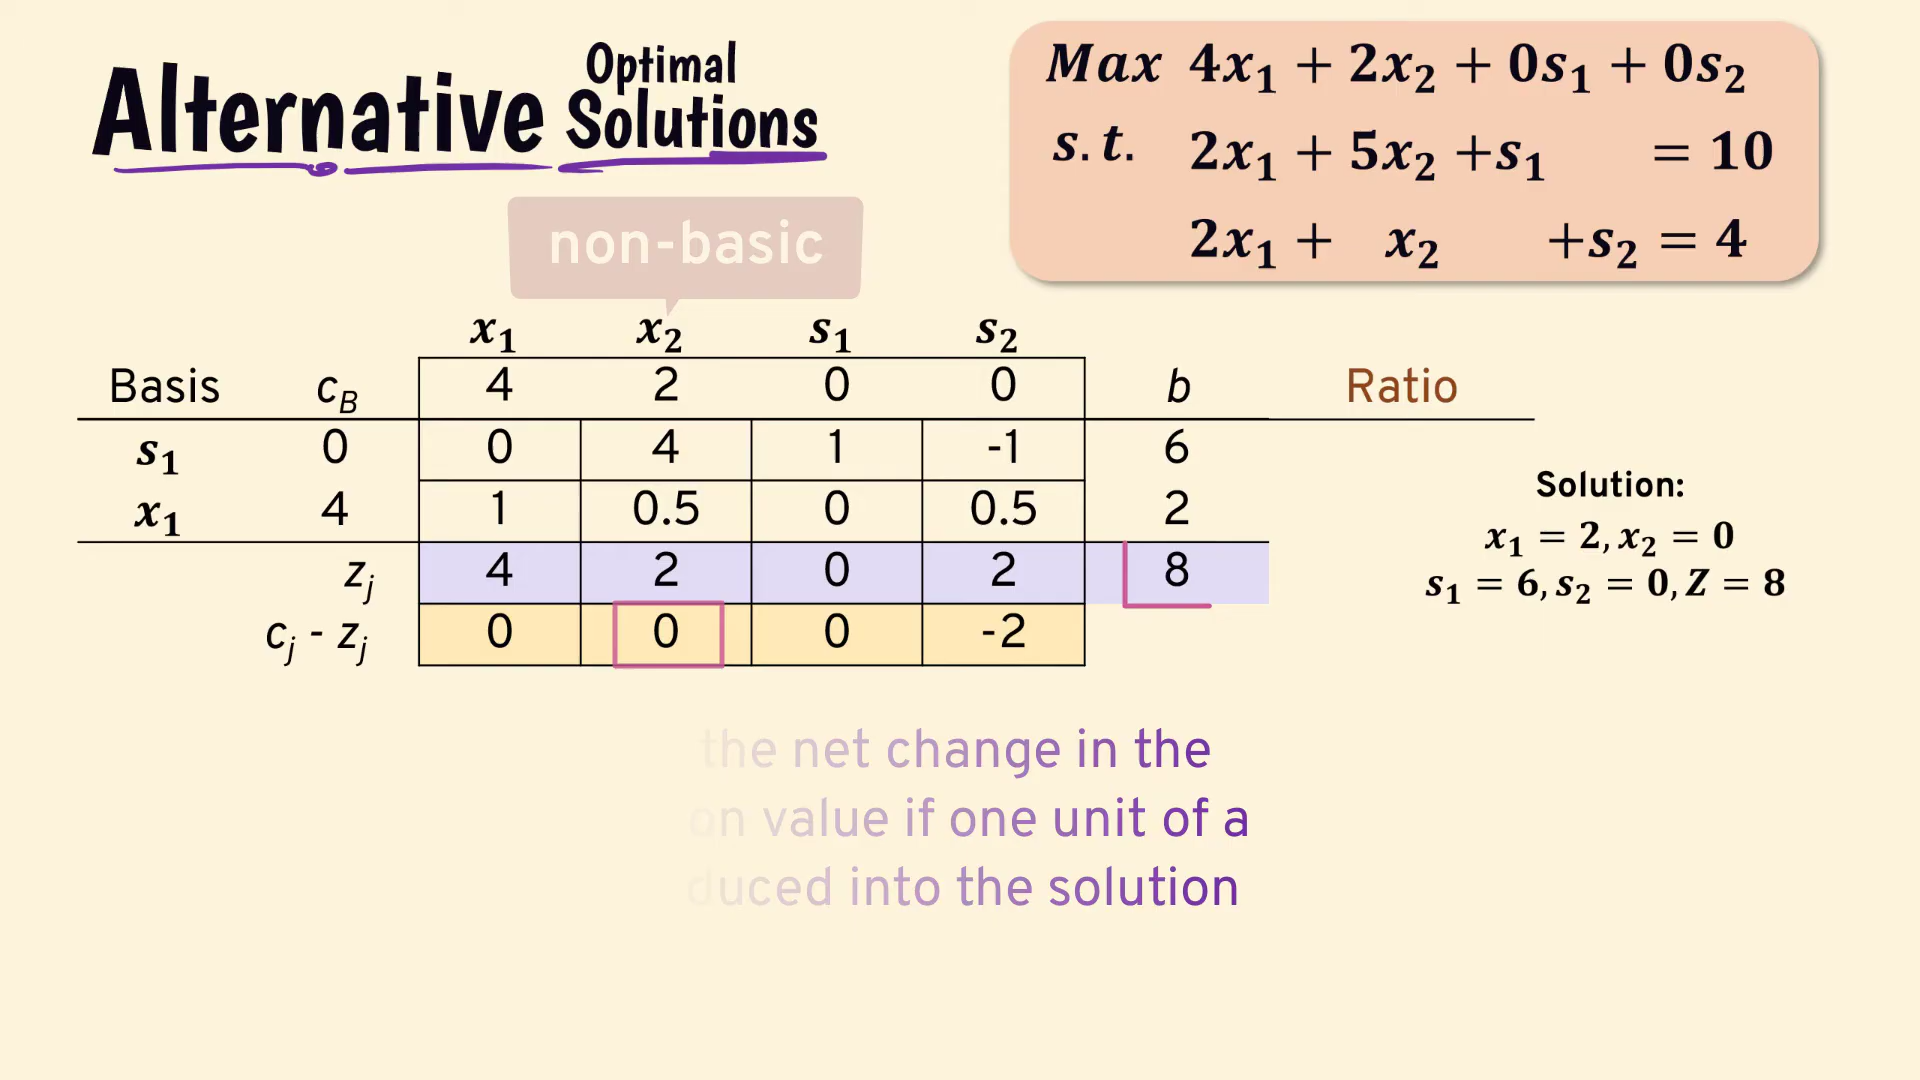 Alternative Optimal Solutions
Max 4x₁ + 2x₂ + 0s₁ + 0s₂
s.t. 2x₁ + 5x₂ +s₁ = 10
2x₁ + x₂ +s₂ = 4
non-basic
x₁ x₂ s₁ s₂
Basis c_B 4 2 0 0 b Ratio
s₁ 0 0 4 1 -1 6
x₁ 4 1 0.5 0 0.5 2
z_j 4 2 0 2 8
c_j - z_j 0 0 0 -2
Solution:
x₁ = 2, x₂ = 0
s₁ = 6, s₂ = 0, Z = 8
the net change in the
value if one unit of a
into the solution